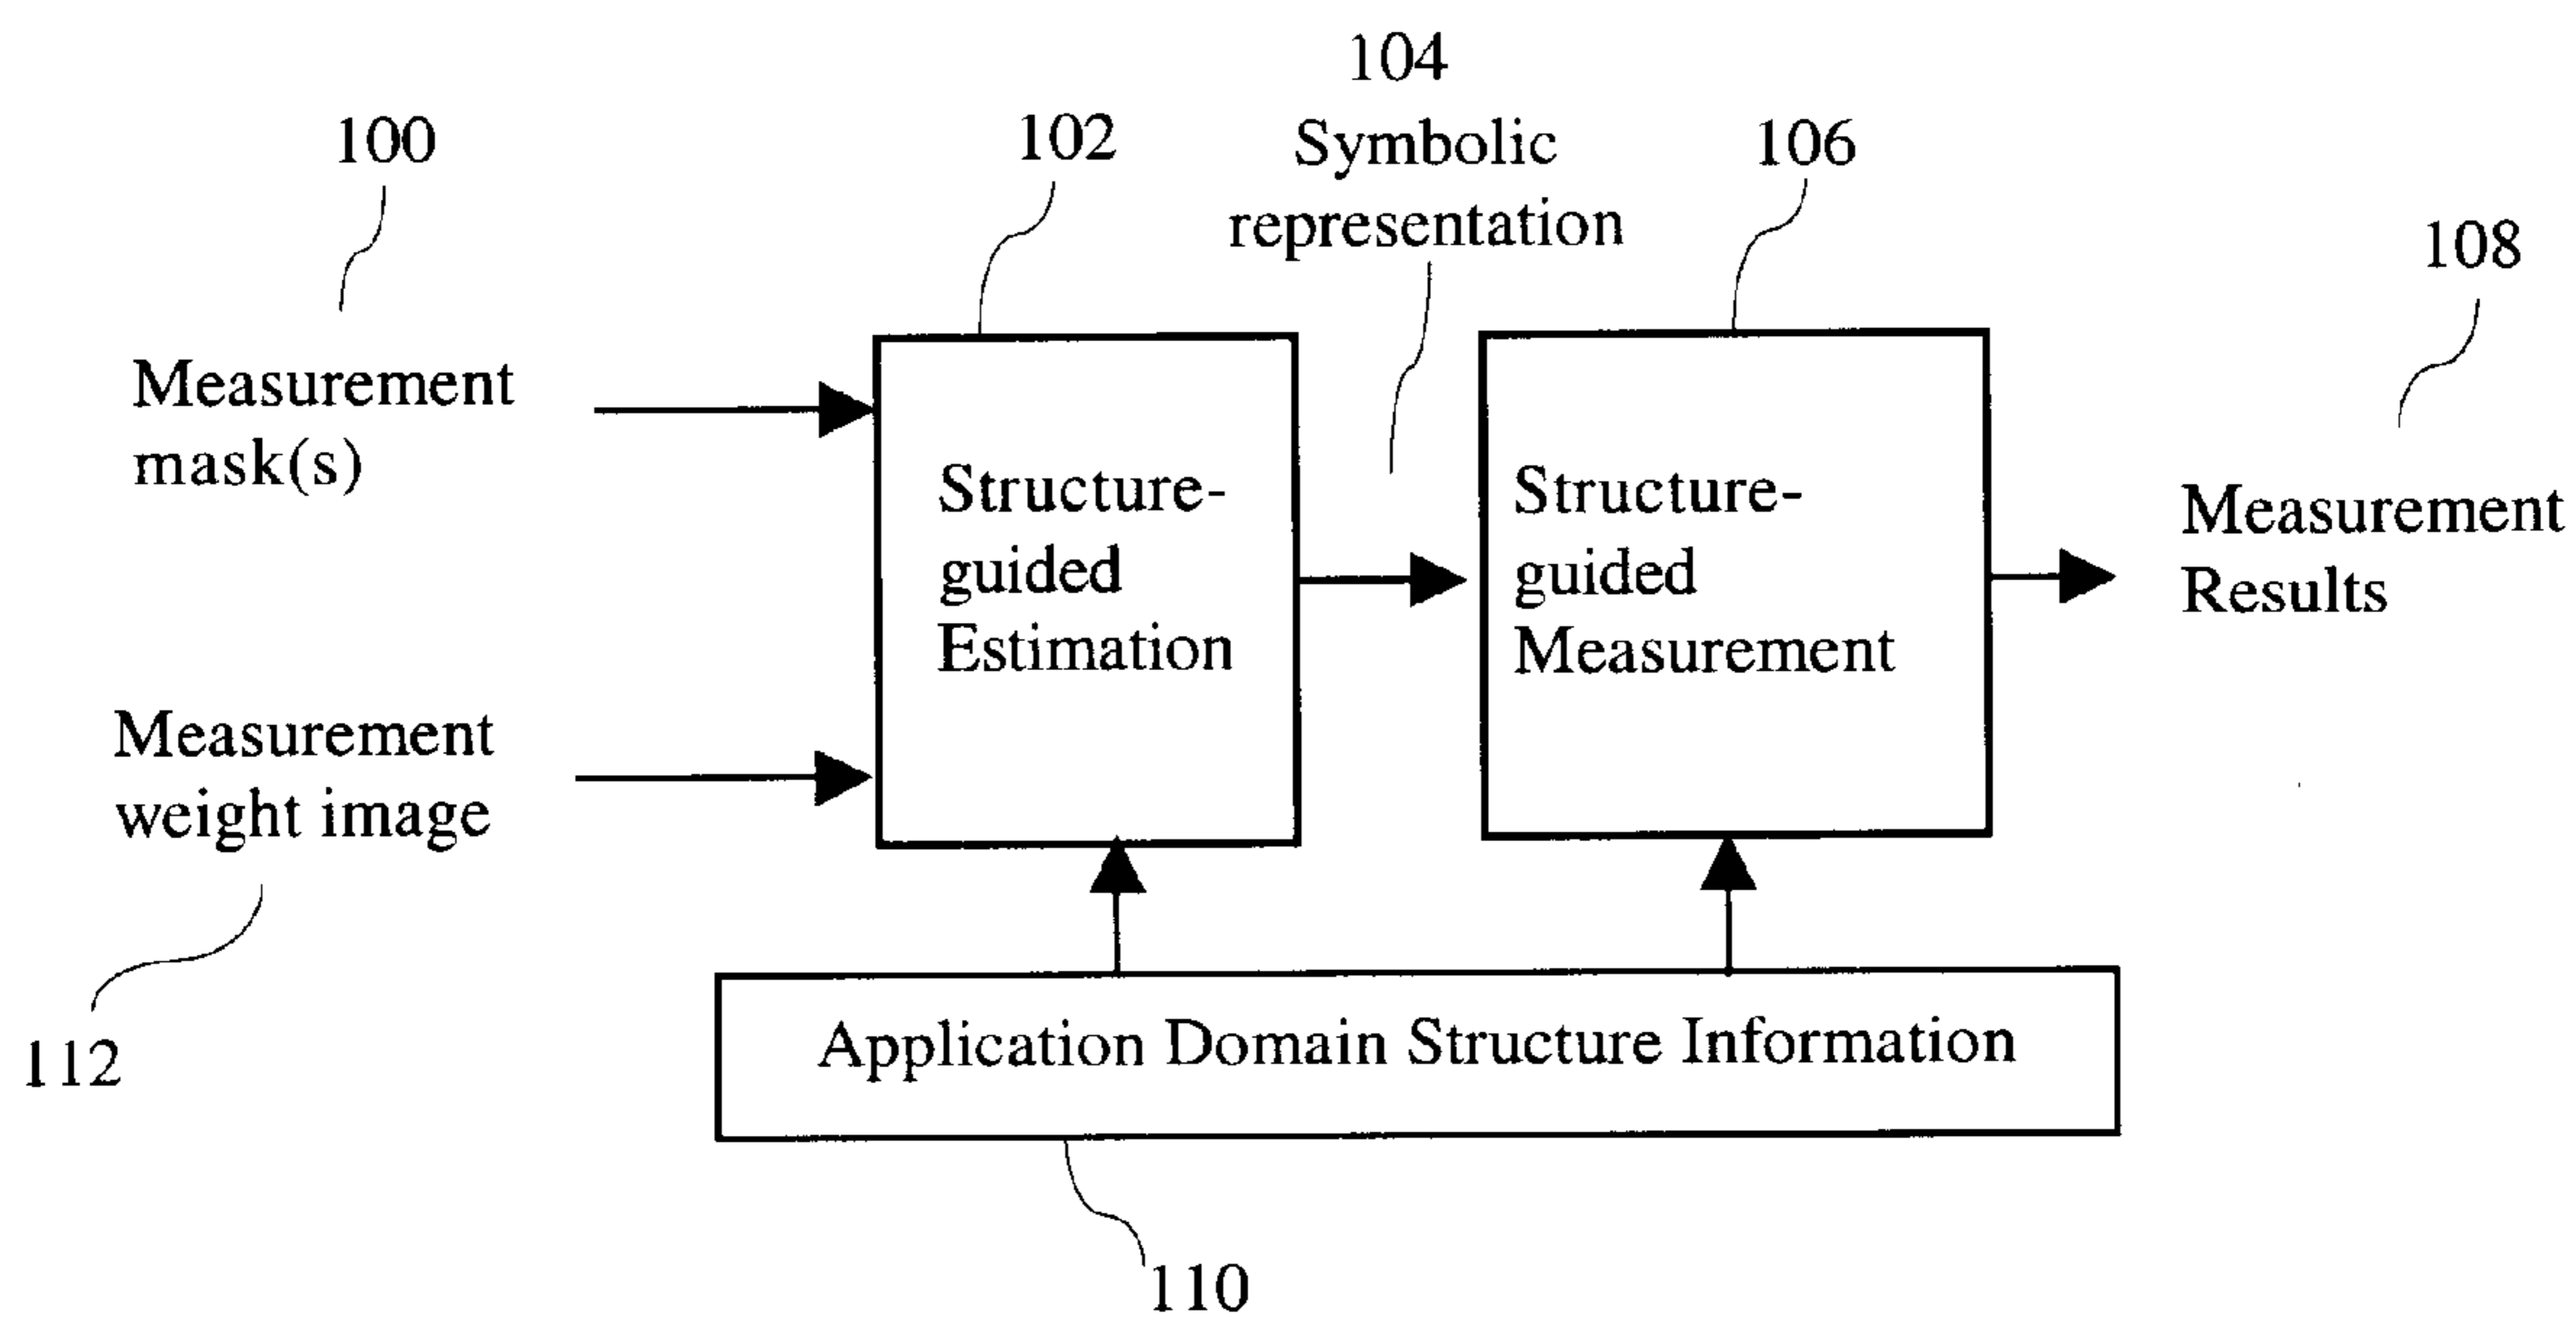 104
100
102
Symbolic
representation
106
108
Measurement
mask(s)
Structure-
guided
Estimation
Structure-
guided
Measurement
Measurement
Results
Measurement
weight image
112
Application Domain Structure Information
110